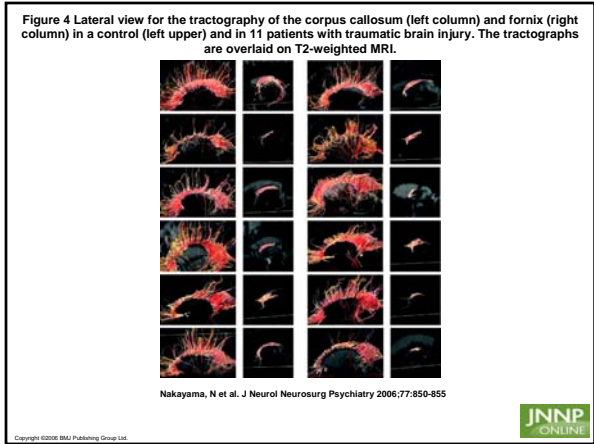 Figure 4 Lateral view for the tractography of the corpus callosum (left column) and fornix (right
column) in a control (left upper) and in 11 patients with traumatic brain injury. The tractographs
are overlaid on T2-weighted MRI.
Nakayama, N et al. J Neurol Neurosurg Psychiatry 2006;77:850-855
Copyright ©2006 BMJ Publishing Group Ltd.
JNNP
ONLINE